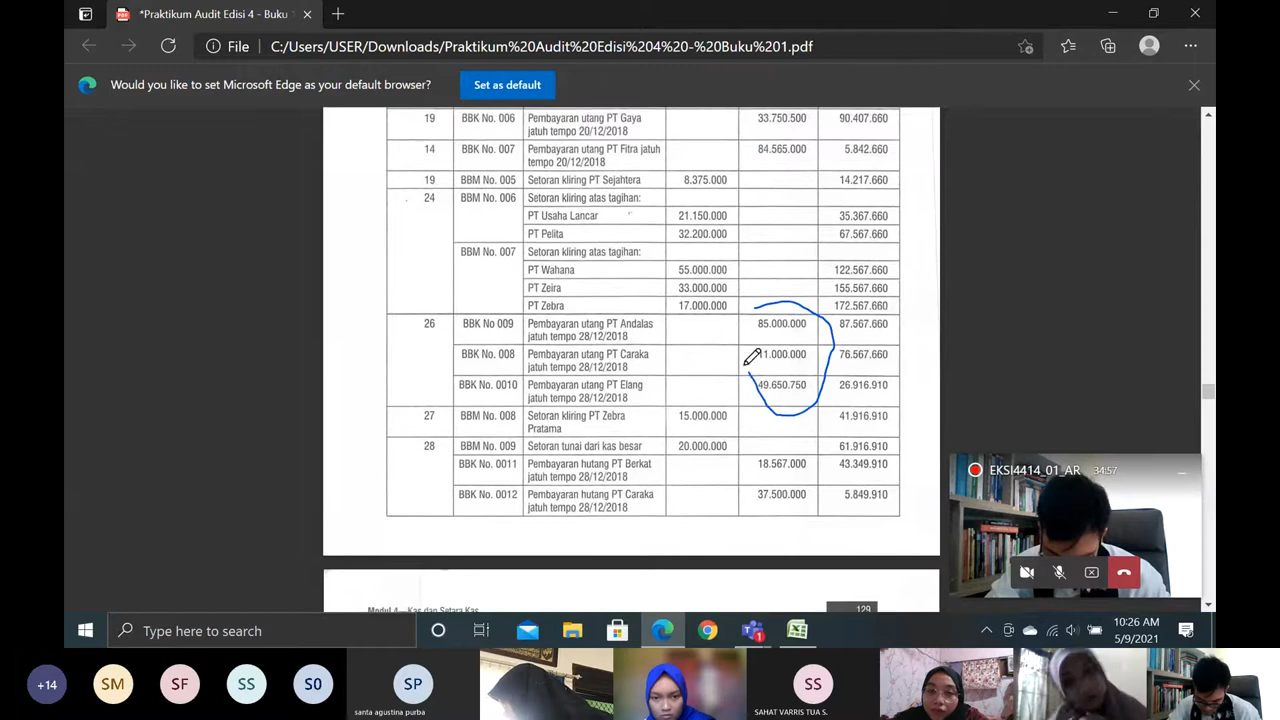 *Praktikum Audit Edisi 4 - Buku
File
C:/Users/USER/Downloads/Praktikum%20Audit%20Edisi%204%20-%20Buku%201.pdf
Would you like to set Microsoft Edge as your default browser?
Set as default
19 BBK No. 006 Pembayaran utang PT Gaya 33.750.500 90.407.660
jatuh tempo 20/12/2018
14 BBK No. 007 Pembayaran utang PT Fitra jatuh 84.565.000 5.842.660
tempo 20/12/2018
19 BBM No. 005 Setoran kliring PT Sejahtera 8.375.000 14.217.660
24 BBM No. 006 Setoran kliring atas tagihan:
PT Usaha Lancar 21.150.000 35.367.660
PT Pelita 32.200.000 67.567.660
BBM No. 007 Setoran kliring atas tagihan:
PT Wahana 55.000.000 122.567.660
PT Zeira 33.000.000 155.567.660
PT Zebra 17.000.000 172.567.660
26 BBK No 009 Pembayaran utang PT Andalas 85.000.000 87.567.660
jatuh tempo 28/12/2018
BBK No. 008 Pembayaran utang PT Caraka 1.000.000 76.567.660
jatuh tempo 28/12/2018
BBK No. 0010 Pembayaran utang PT Elang 49.650.750 26.916.910
jatuh tempo 28/12/2018
27 BBM No. 008 Setoran kliring PT Zebra 15.000.000 41.916.910
Pratama
28 BBM No. 009 Setoran tunai dari kas besar 20.000.000 61.916.910
BBK No. 0011 Pembayaran hutang PT Berkat 18.567.000 43.349.910
jatuh tempo 28/12/2018
BBK No. 0012 Pembayaran hutang PT Caraka 37.500.000 5.849.910
jatuh tempo 28/12/2018
Modul 4—Kas dan Setara Kas 129
EKSI4414_01_AR 34:57
Type here to search
1
10:26 AM
5/9/2021
+14
SM
SF
SS
S0
SP
santa agustina purba
SS
SAHAT VARRIS TUA S.